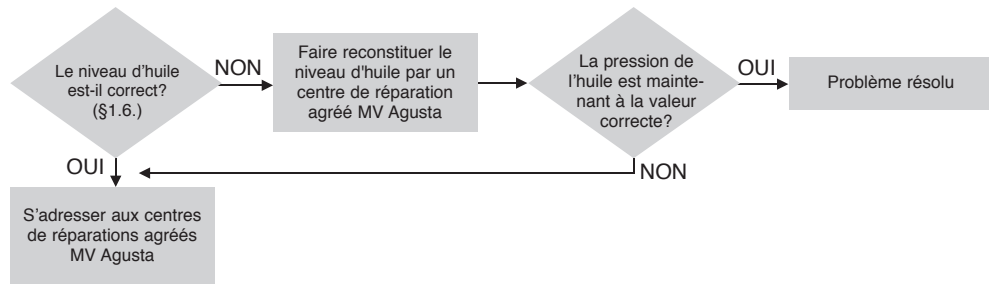 Le niveau d'huile
est-il correct?
(§1.6.)
NON
Faire reconstituer le
niveau d'huile par un
centre de réparation
agréé MV Agusta
La pression de
l'huile est mainte-
nant à la valeur
correcte?
OUI
Problème résolu
OUI
NON
S'adresser aux centres
de réparations agréés
MV Agusta